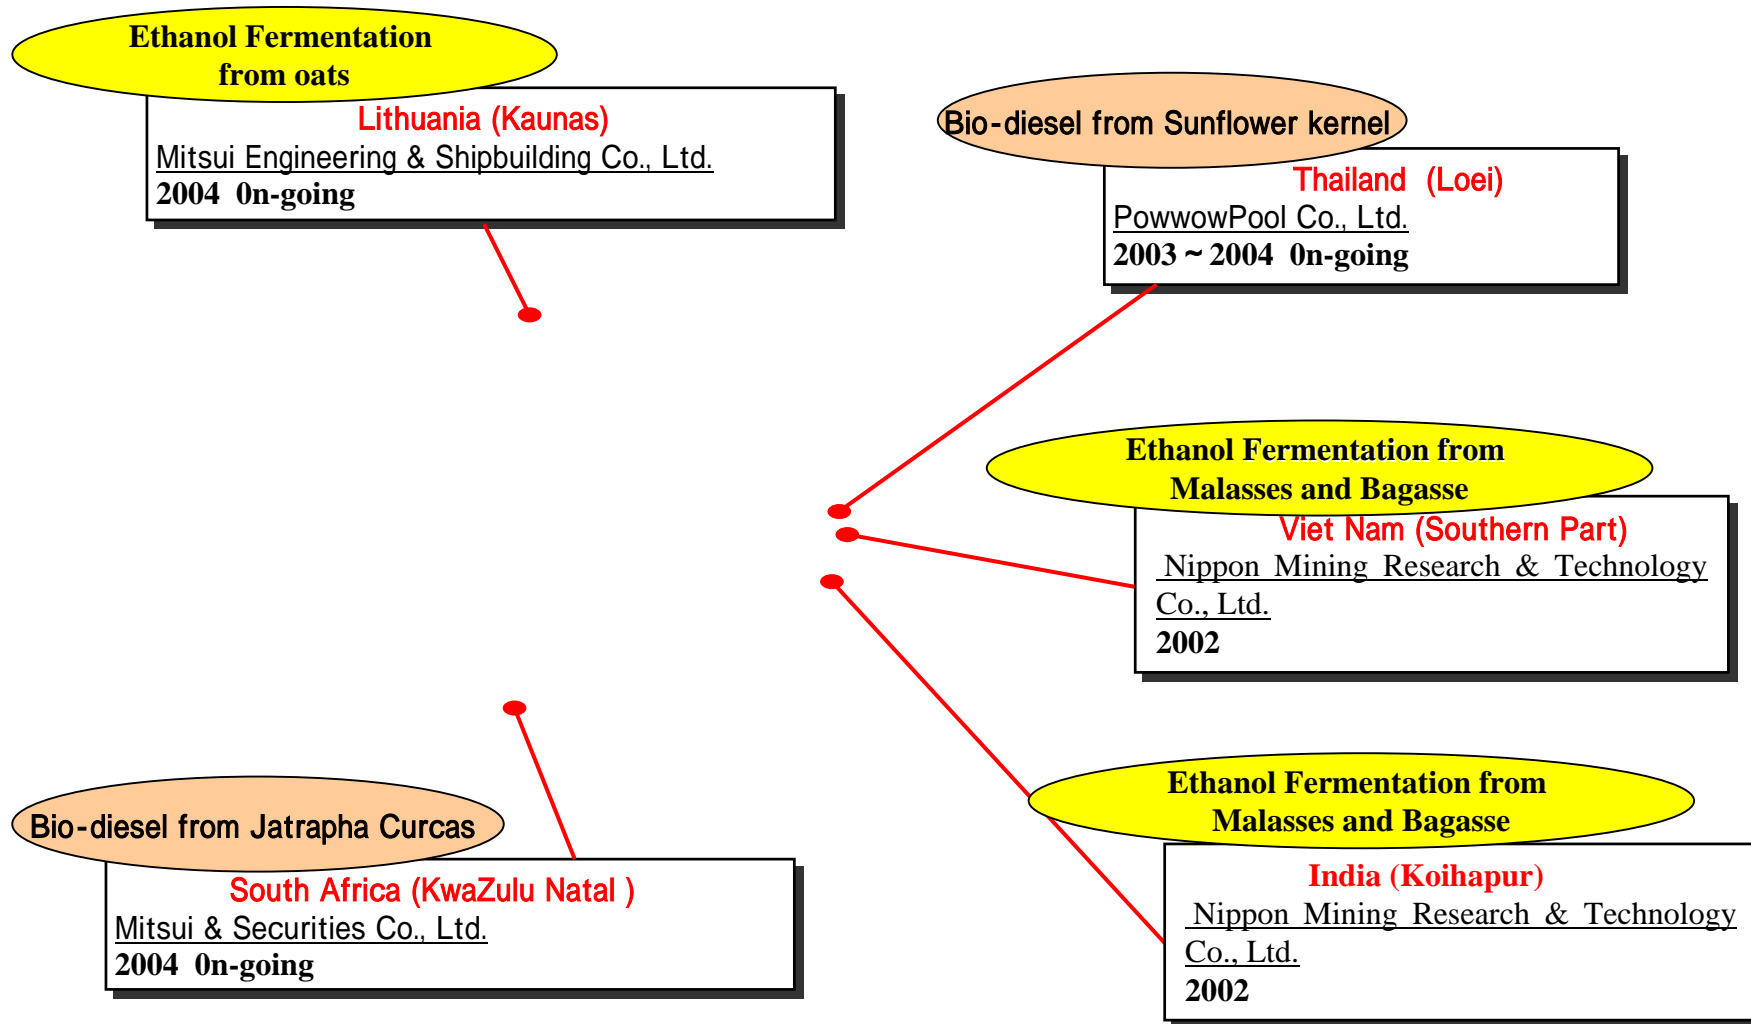 Ethanol Fermentation
from oats
Lithuania (Kaunas)
Mitsui Engineering & Shipbuilding Co., Ltd.
2004 0n-going
Bio-diesel from Sunflower kernel
Thailand (Loei)
PowwowPool Co., Ltd.
2003 ~ 2004 0n-going
Ethanol Fermentation from
Malasses and Bagasse
Viet Nam (Southern Part)
Nippon Mining Research & Technology
Co., Ltd.
2002
Bio-diesel from Jatrapha Curcas
South Africa (KwaZulu Natal )
Mitsui & Securities Co., Ltd.
2004 0n-going
Ethanol Fermentation from
Malasses and Bagasse
India (Koihapur)
Nippon Mining Research & Technology
Co., Ltd.
2002